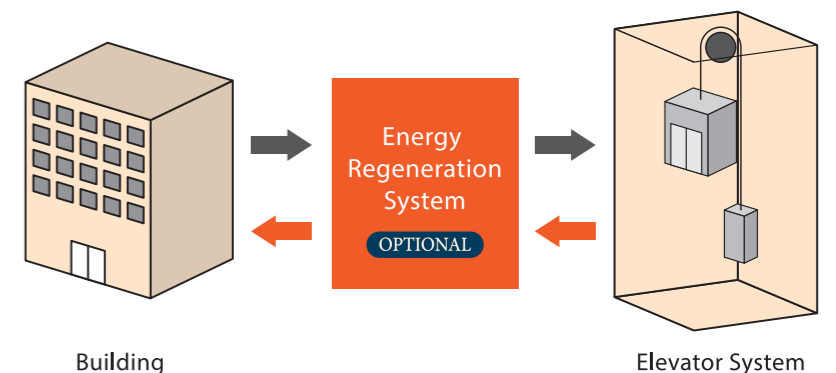 Energy
Regeneration
System
OPTIONAL
Building
Elevator System